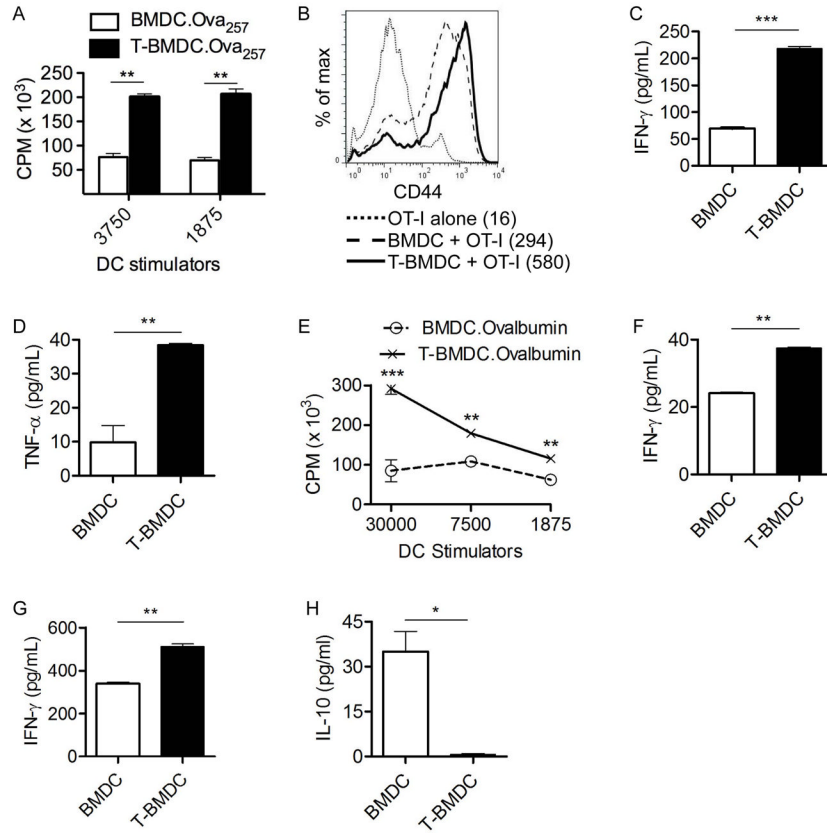 A
BMDC.Ova257
T-BMDC.Ova257
CPM (x 10³)
250
200
150
100
50
**
**
3750
1875
DC stimulators
B
% of max
0
10⁰
10¹
10²
10³
10⁴
CD44
OT-I alone (16)
BMDC + OT-I (294)
T-BMDC + OT-I (580)
C
IFN-γ (pg/mL)
250
200
150
100
50
0
***
BMDC
T-BMDC
D
TNF-α (pg/mL)
40
30
20
10
0
**
BMDC
T-BMDC
E
BMDC.Ovalbumin
T-BMDC.Ovalbumin
CPM (x 10³)
300
200
100
0
***
**
**
30000
7500
1875
DC Stimulators
F
IFN-γ (pg/mL)
40
20
0
**
BMDC
T-BMDC
G
IFN-γ (pg/mL)
600
400
200
0
**
BMDC
T-BMDC
H
IL-10 (pg/ml)
45
30
15
0
*
BMDC
T-BMDC